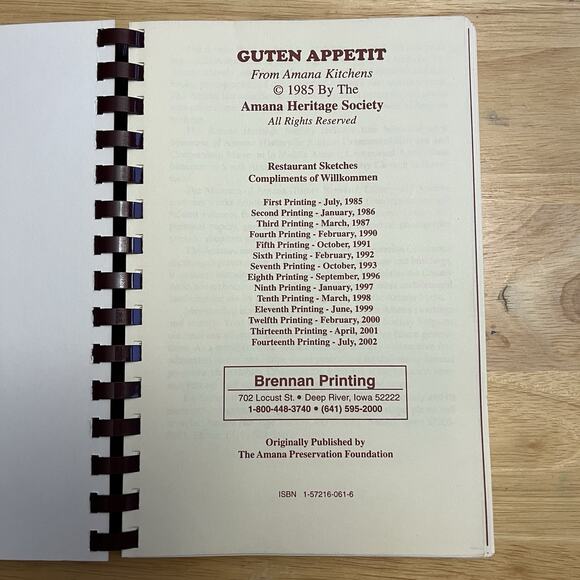 GUTEN APPETIT
From Amana Kitchens
© 1985 By The
Amana Heritage Society
All Rights Reserved
Restaurant Sketches
Compliments of Willkommen
First Printing - July, 1985
Second Printing - January, 1986
Third Printing - March, 1987
Fourth Printing - February, 1990
Fifth Printing - October, 1991
Sixth Printing - February, 1992
Seventh Printing - October, 1993
Eighth Printing - September, 1996
Ninth Printing - January, 1997
Tenth Printing - March, 1998
Eleventh Printing - June, 1999
Twelfth Printing - February, 2000
Thirteenth Printing - April, 2001
Fourteenth Printing - July, 2002
Brennan Printing
702 Locust St. • Deep River, Iowa 52222
1-800-448-3740 • (641) 595-2000
Originally Published by
The Amana Preservation Foundation
ISBN 1-57216-061-6